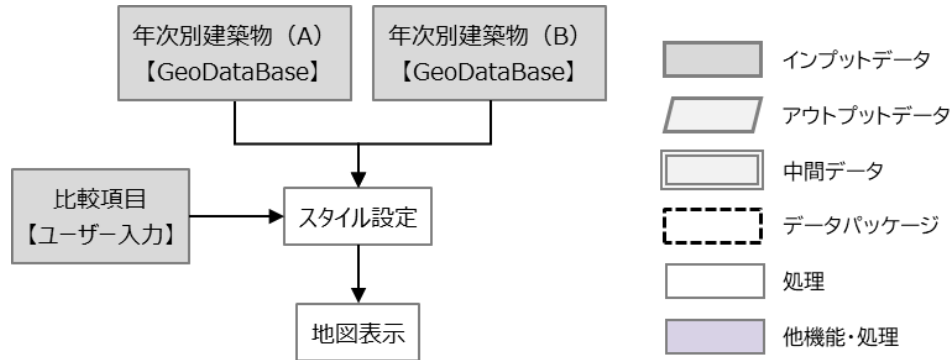 年次別建築物（A）
【GeoDataBase】
年次別建築物（B）
【GeoDataBase】
比較項目
【ユーザー入力】
スタイル設定
地図表示
インプットデータ
アウトプットデータ
中間データ
データパッケージ
処理
他機能・処理